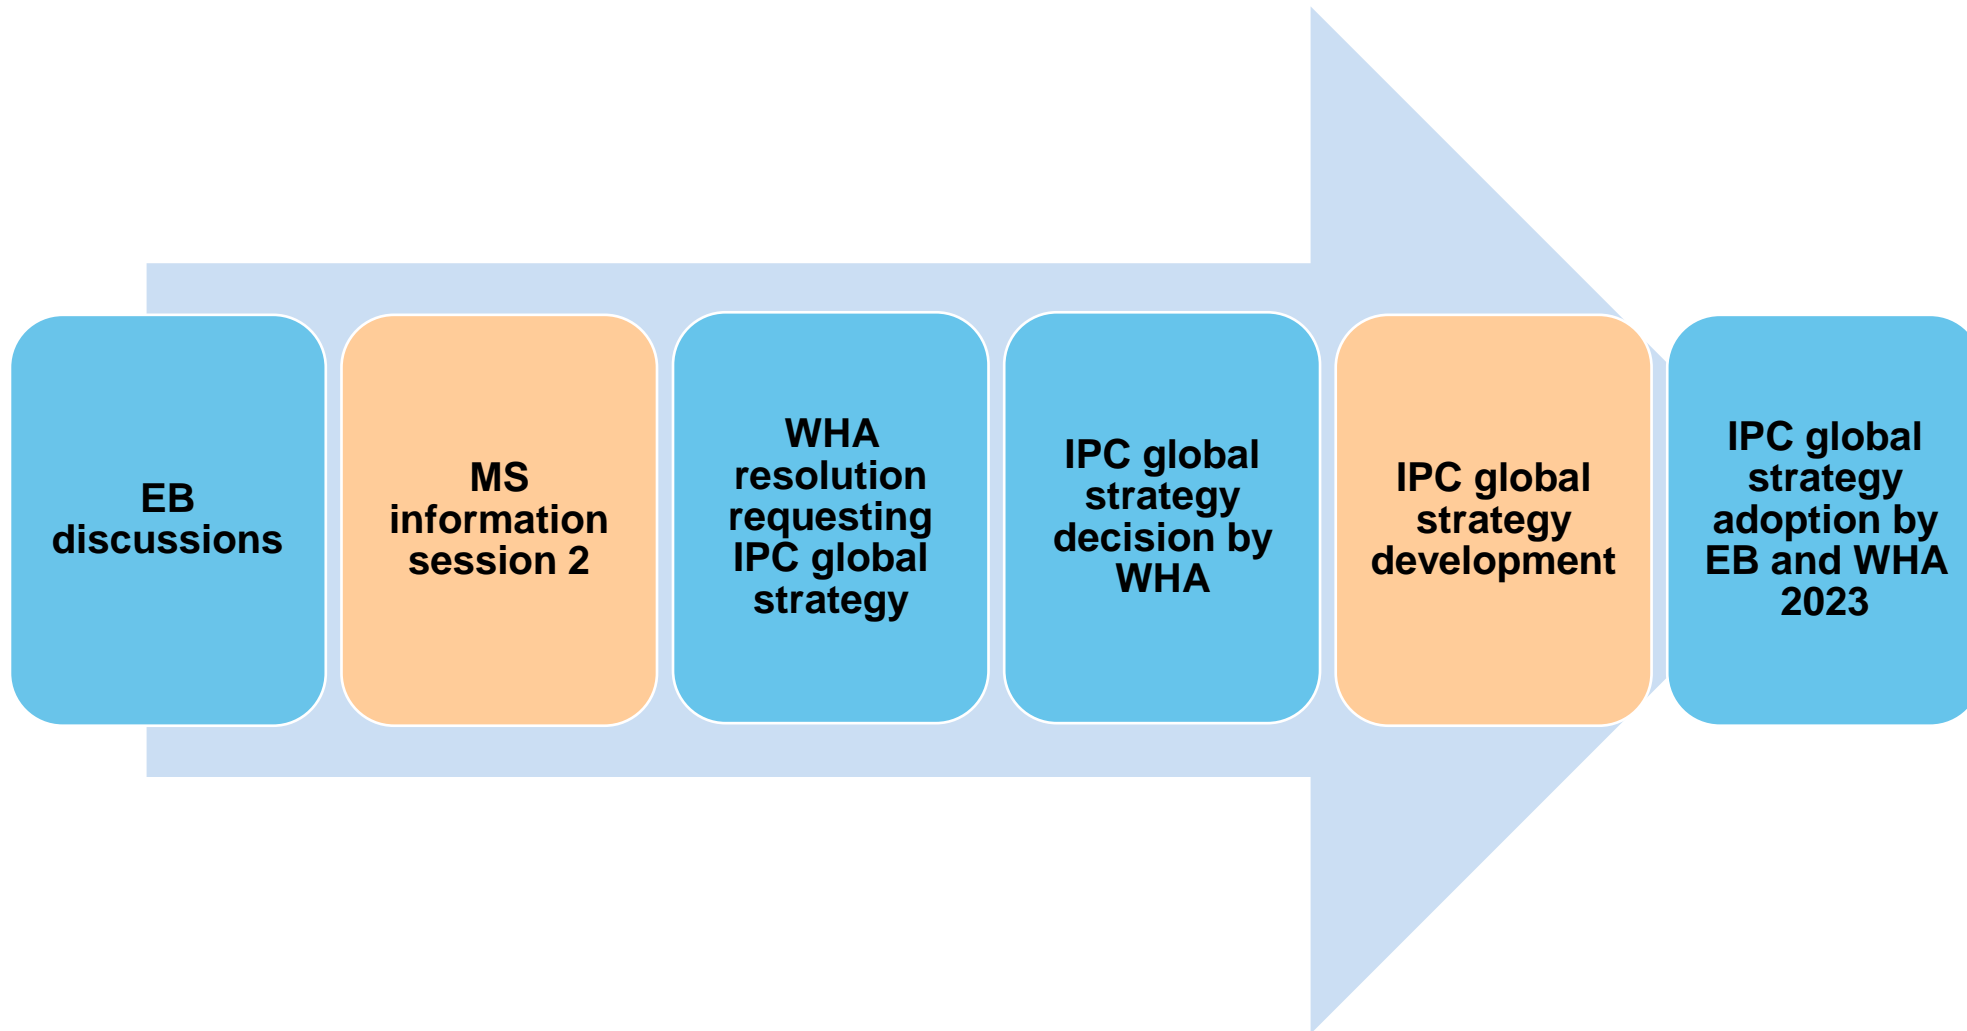 EB
discussions
MS
information
session 2
WHA
resolution
requesting
IPC global
strategy
IPC global
strategy
decision by
WHA
IPC global
strategy
development
IPC global
strategy
adoption by
EB and WHA
2023